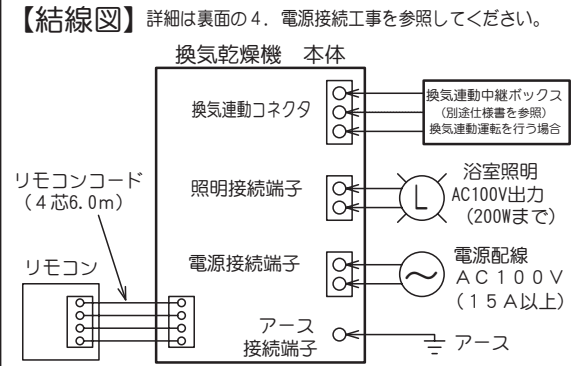 【結線図】 詳細は裏面の4．電源接続工事を参照してください。
換気乾燥機 本体
換気連動コネクタ
換気連動中継ボックス
(別途仕様書を参照)
換気連動運転を行う場合
リモコンコード
(4芯6.0m)
照明接続端子
L
浴室照明
AC100V出力
(200Wまで)
リモコン
電源接続端子
電源配線
AC100V
(15A以上)
アース
接続端子
アース